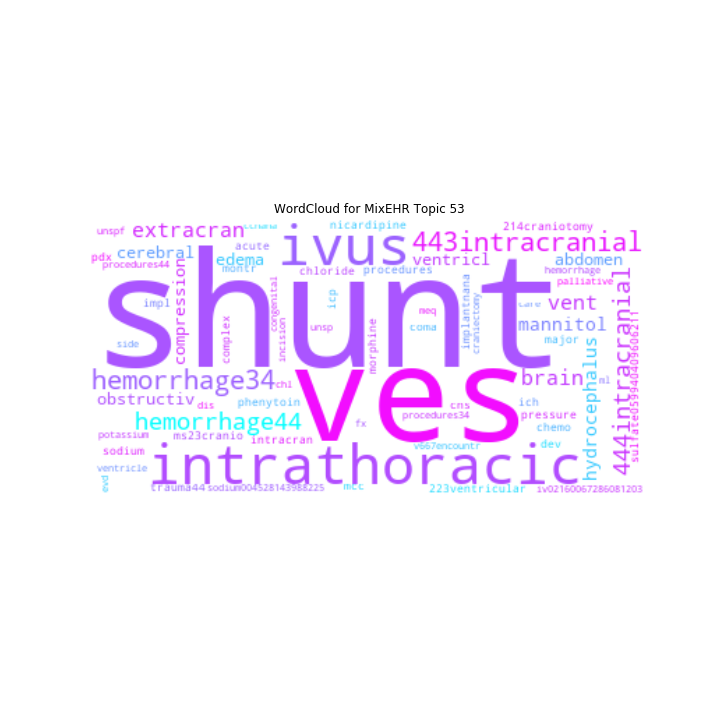 WordCloud for MixEHR Topic 53
nicardipine
214craniotomy
unspf
extracran
acute
ivus
443intracranial
pdx
cerebral
edema
ventricl
abdomen
procedures44
montr
chloride
procedures
hemorrhage
palliative
shunt
compression
congenital
icp
implantnana
craniectomy
care
vent
impl
complex
incision
unsp
morphine
meq
coma
mannitol
444intracranial
side
major
hemorrhage34
chl
ves
brain
ml
hydrocephalus
obstructiv
dis
phenytoin
cns
ich
chemo
hemorrhage44
fx
procedures34
pressure
potassium
ms23cranio
intracran
v667encountr
dev
sodium
ventricle
intrathoracic
evd
trauma44
sodium004528143988225
mcc
223ventricular
iv02160067286081203